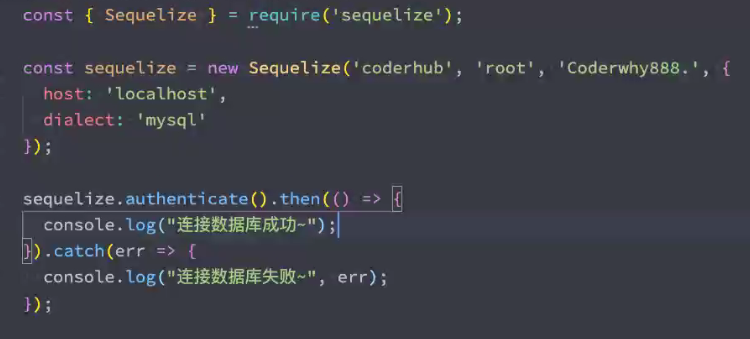 const { Sequelize } = require('sequelize');
const sequelize = new Sequelize('coderhub', 'root', 'Coderwhy888.', {
host: 'localhost',
dialect: 'mysql'
});
sequelize.authenticate().then(() => {
console.log("连接数据库成功~");
}).catch(err => {
console.log("连接数据库失败~", err);
});